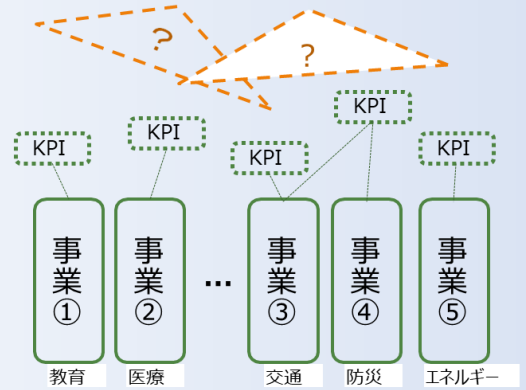 ?
?
KPI
KPI
KPI
KPI
KPI
事業①
事業②
…
事業③
事業④
事業⑤
教育
医療
交通
防災
エネルギー